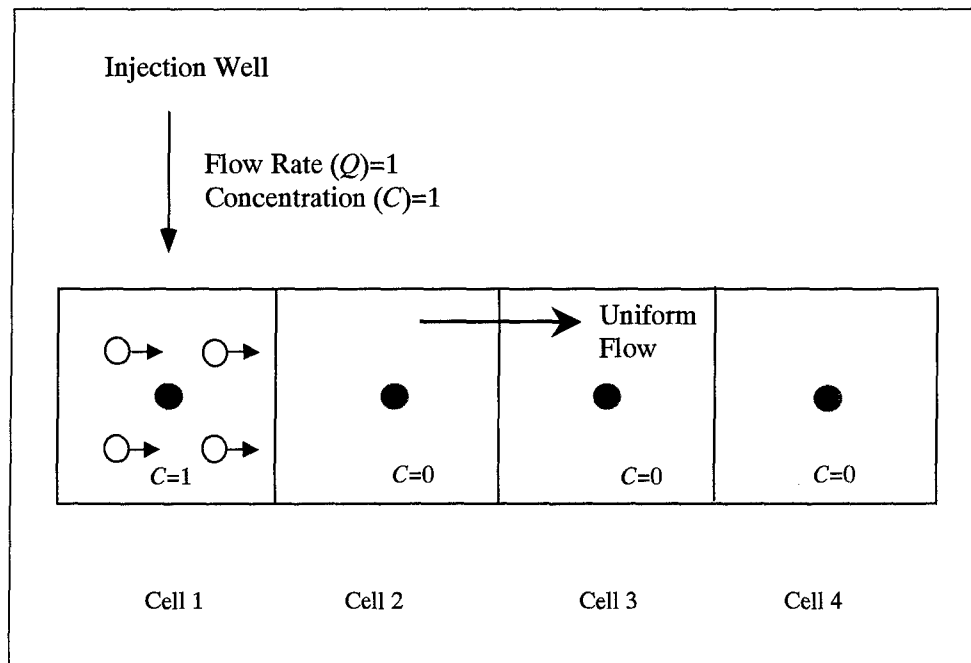 Injection Well
Flow Rate (Q)=1
Concentration (C)=1
Uniform
Flow
C=1
C=0
C=0
C=0
Cell 1
Cell 2
Cell 3
Cell 4